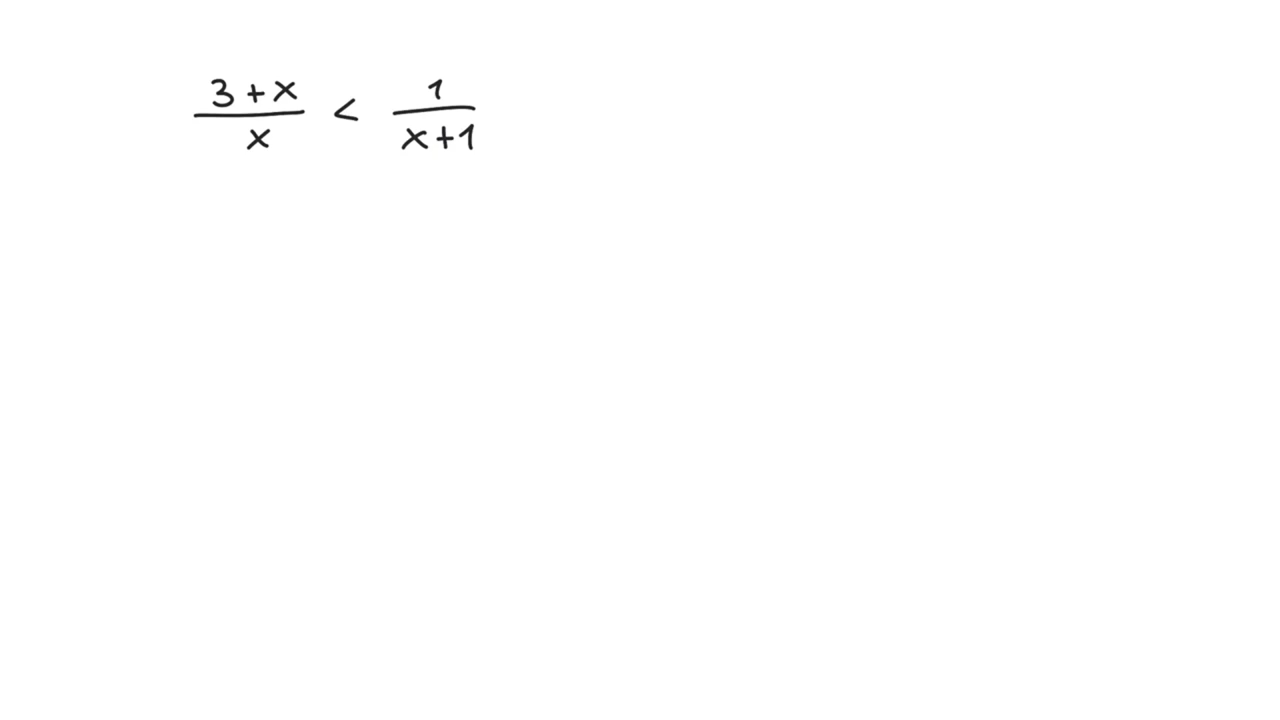 (3+x)/x < 1/(x+1)